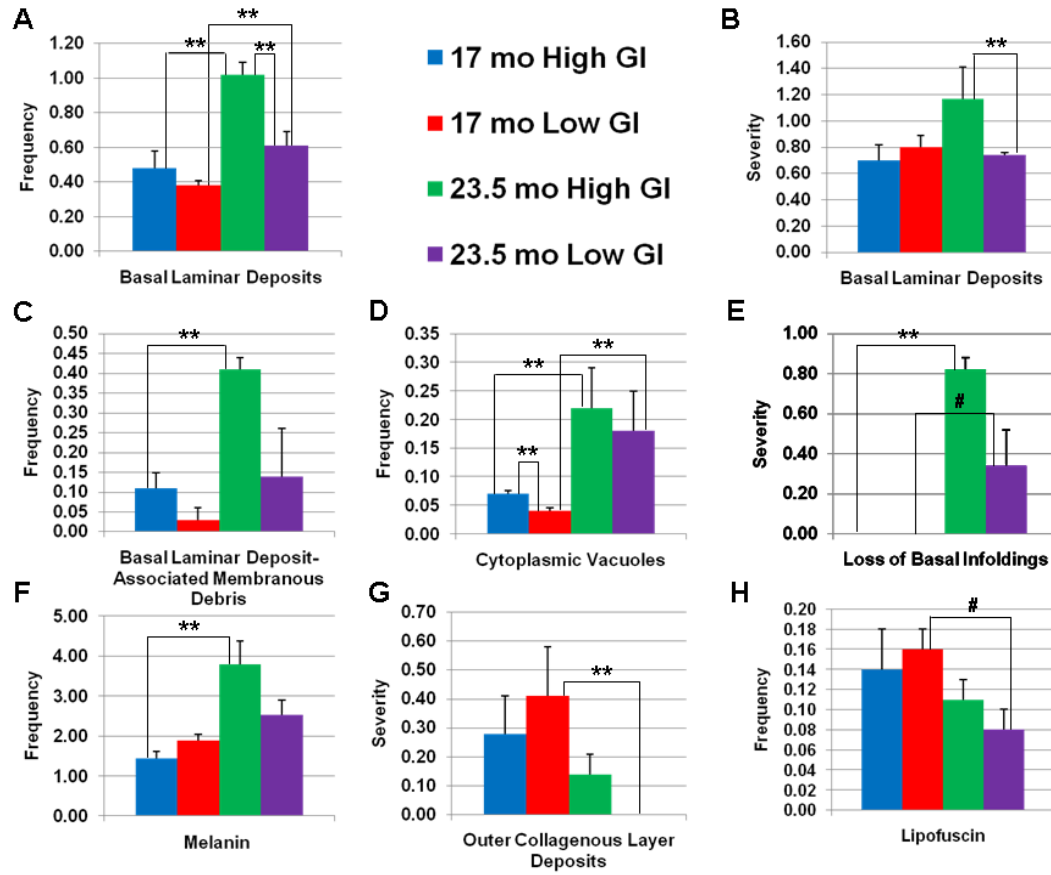 A
**
**
**
1.20
1.00
0.80
0.60
0.40
0.20
0.00
Frequency
Basal Laminar Deposits
17 mo High GI
17 mo Low GI
23.5 mo High GI
23.5 mo Low GI
B
**
1.60
1.40
1.20
1.00
0.80
0.60
0.40
0.20
0.00
Severity
Basal Laminar Deposits
C
**
0.50
0.45
0.40
0.35
0.30
0.25
0.20
0.15
0.10
0.05
0.00
Frequency
Basal Laminar Deposit-
Associated Membranous
Debris
D
**
**
**
0.35
0.30
0.25
0.20
0.15
0.10
0.05
0.00
Frequency
Cytoplasmic Vacuoles
E
**
#
1.00
0.80
0.60
0.40
0.20
0.00
Severity
Loss of Basal Infoldings
F
**
5.00
4.00
3.00
2.00
1.00
0.00
Frequency
Melanin
G
**
0.70
0.60
0.50
0.40
0.30
0.20
0.10
0.00
Severity
Outer Collagenous Layer
Deposits
H
#
0.20
0.18
0.16
0.14
0.12
0.10
0.08
0.06
0.04
0.02
0.00
Frequency
Lipofuscin